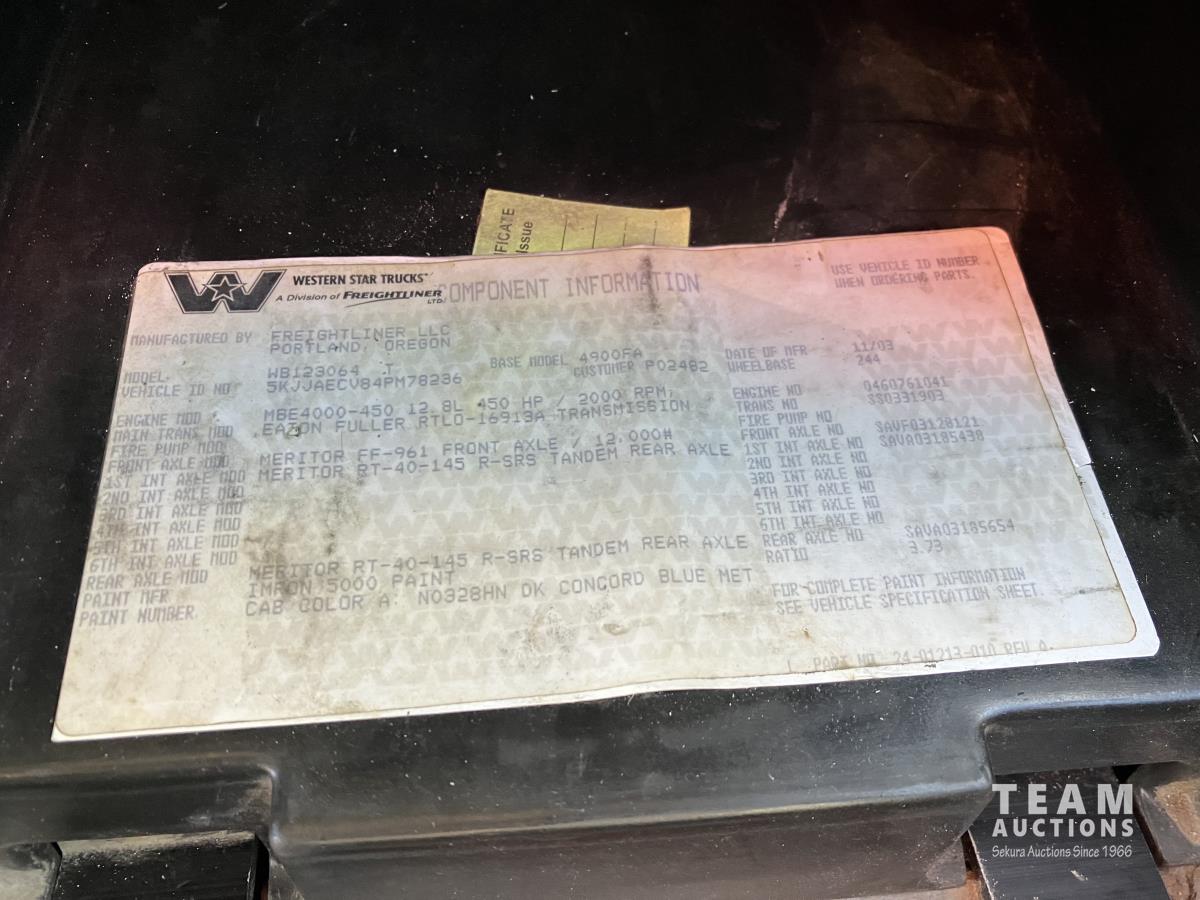 FICATE
Issue
WESTERN STAR TRUCKS
A Division of FREIGHTLINER LTD.
COMPONENT INFORMATION
USE VEHICLE ID NUMBER
WHEN ORDERING PARTS.
MANUFACTURED BY FREIGHTLINER LLC
PORTLAND, OREGON
MODEL. WB123064 T BASE MODEL 4900FA DATE OF MFR 11/03
VEHICLE ID NO 5KJJAECV84PM78236 CUSTOMER P02482 WHEELBASE 244
ENGINE MOD MBE4000-450 12.8L 450 HP / 2000 RPM, ENGINE NO 0460761041
MAIN TRANS MOD EATON FULLER RTLO-16913A TRANSMISSION TRANS NO SS0331903
FIRE PUMP MOD FIRE PUMP NO
FRONT AXLE MOD MERITOR FF-961 FRONT AXLE / 12,000# FRONT AXLE NO SAVF03128121
1ST INT AXLE MOD MERITOR RT-40-145 R-SRS TANDEM REAR AXLE 1ST INT AXLE NO SAVA03185438
2ND INT AXLE MOD 2ND INT AXLE NO
3RD INT AXLE MOD 3RD INT AXLE NO
4TH INT AXLE MOD 4TH INT AXLE NO
5TH INT AXLE MOD 5TH INT AXLE NO
6TH INT AXLE MOD 6TH INT AXLE NO
REAR AXLE MOD MERITOR RT-40-145 R-SRS TANDEM REAR AXLE REAR AXLE NO SAVA03185654
PAINT MFR IMRON 5000 PAINT RATIO 3.73
PAINT NUMBER. CAB COLOR A: N0328HN DK CONCORD BLUE MET
FOR COMPLETE PAINT INFORMATION
SEE VEHICLE SPECIFICATION SHEET.
PART NO. 24-01213-010 REV A
TEAM
AUCTIONS
Sekura Auctions Since 1966